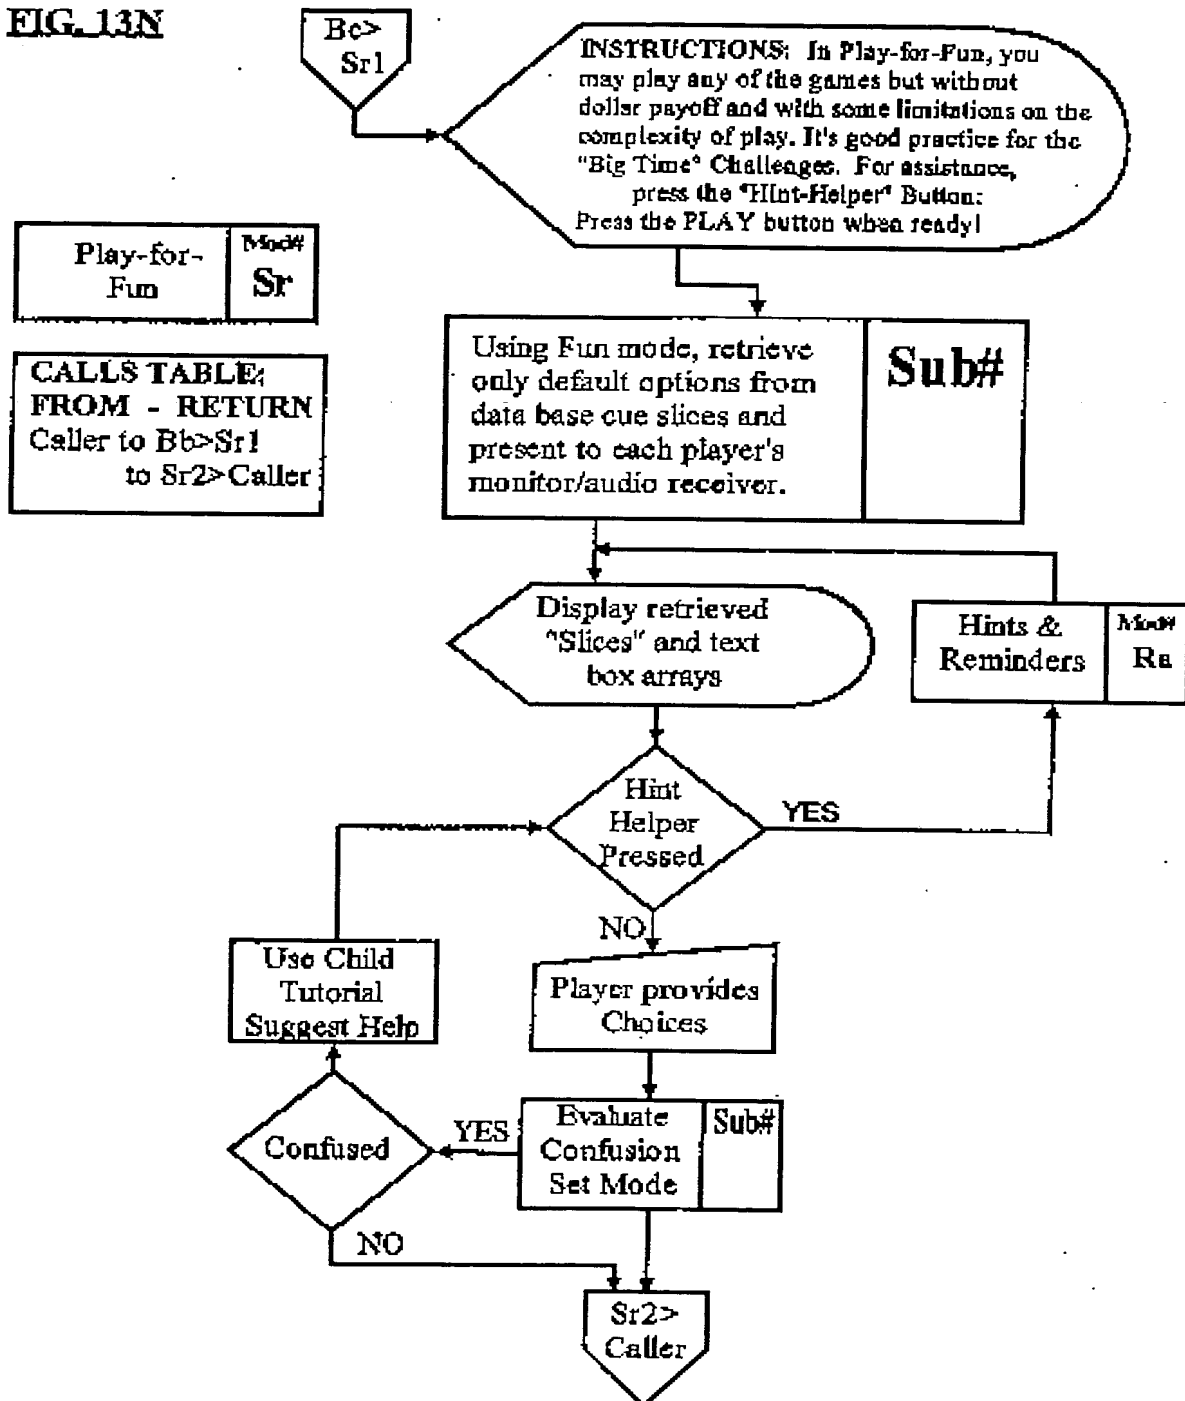 FIG. 13N
Bc>
Sr1
INSTRUCTIONS: In Play-for-Fun, you
may play any of the games but without
dollar payoff and with some limitations on the
complexity of play. It's good practice for the
"Big Time" Challenges. For assistance,
press the "Hint-Helper" Button:
Press the PLAY button when ready!
Play-for-
Fun
Mod#
Sr
CALLS TABLE:
FROM - RETURN
Caller to Bb>Sr1
to Sr2>Caller
Using Fun mode, retrieve
only default options from
data base cue slices and
present to each player's
monitor/audio receiver.
Sub#
Display retrieved
"Slices" and text
box arrays
Hints &
Reminders
Mod#
Ra
Hint
Helper
Pressed
YES
NO
Use Child
Tutorial
Suggest Help
Player provides
Choices
Confused
YES
Evaluate
Confusion
Set Mode
Sub#
NO
Sr2>
Caller